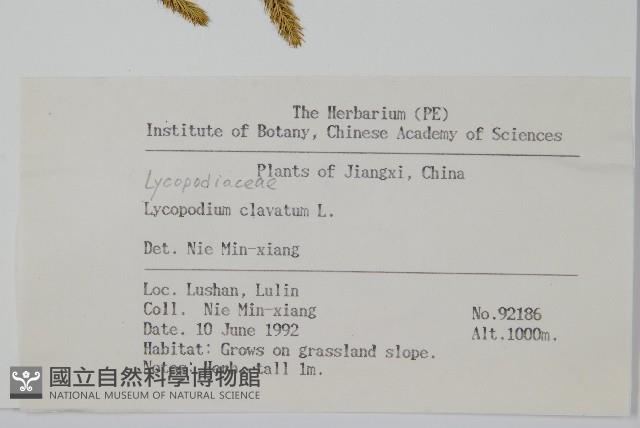 The Herbarium (PE)
Institute of Botany, Chinese Academy of Sciences
Plants of Jiangxi, China
Lycopodiaceae
Lycopodium clavatum L.
Det. Nie Min-xiang
Loc. Lushan, Lulin
Coll. Nie Min-xiang No.92186
Date. 10 June 1992 Alt.1000m.
Habitat: Grows on grassland slope.
Notes: Herb, tall 1m.
國立自然科學博物館
NATIONAL MUSEUM OF NATURAL SCIENCE